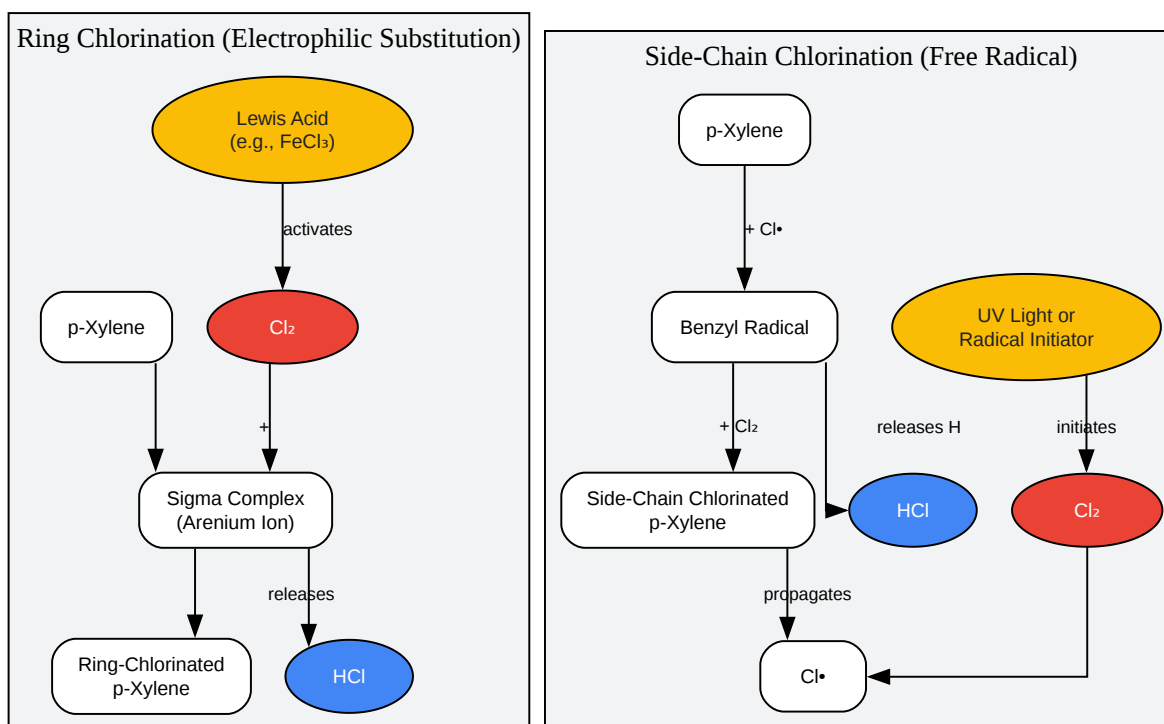 Ring Chlorination (Electrophilic Substitution)
Lewis Acid
(e.g., FeCl₃)
activates
p-Xylene
Cl₂
+
Sigma Complex
(Arenium Ion)
releases
Ring-Chlorinated
p-Xylene
HCl
Side-Chain Chlorination (Free Radical)
p-Xylene
+ Cl•
Benzyl Radical
UV Light or
Radical Initiator
+ Cl₂
releases H
initiates
Side-Chain Chlorinated
p-Xylene
HCl
Cl₂
propagates
Cl•